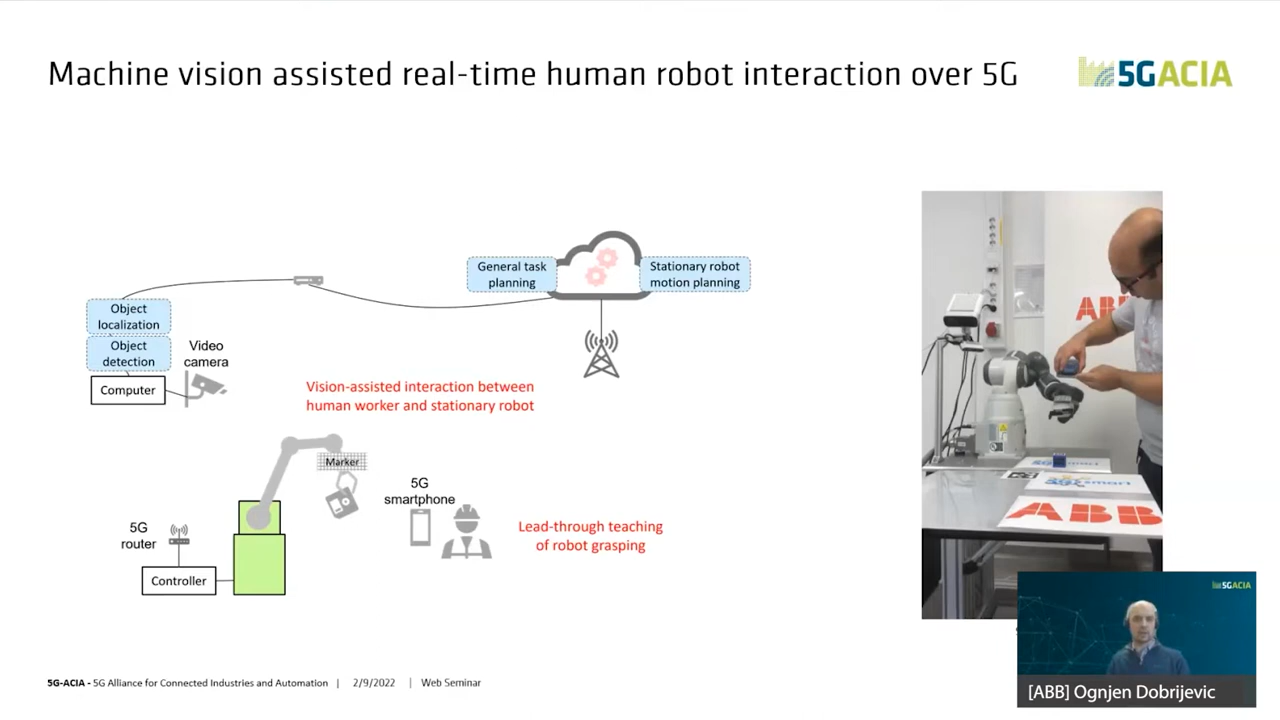 Machine vision assisted real-time human robot interaction over 5G
5GACIA
General task
planning
Stationary robot
motion planning
Object
localization
Object
detection
Video
camera
Computer
Vision-assisted interaction between
human worker and stationary robot
Marker
5G
smartphone
5G
router
Lead-through teaching
of robot grasping
Controller
ABB
5GACIA
[ABB] Ognjen Dobrijevic
5G-ACIA - 5G Alliance for Connected Industries and Automation | 2/9/2022 | Web Seminar